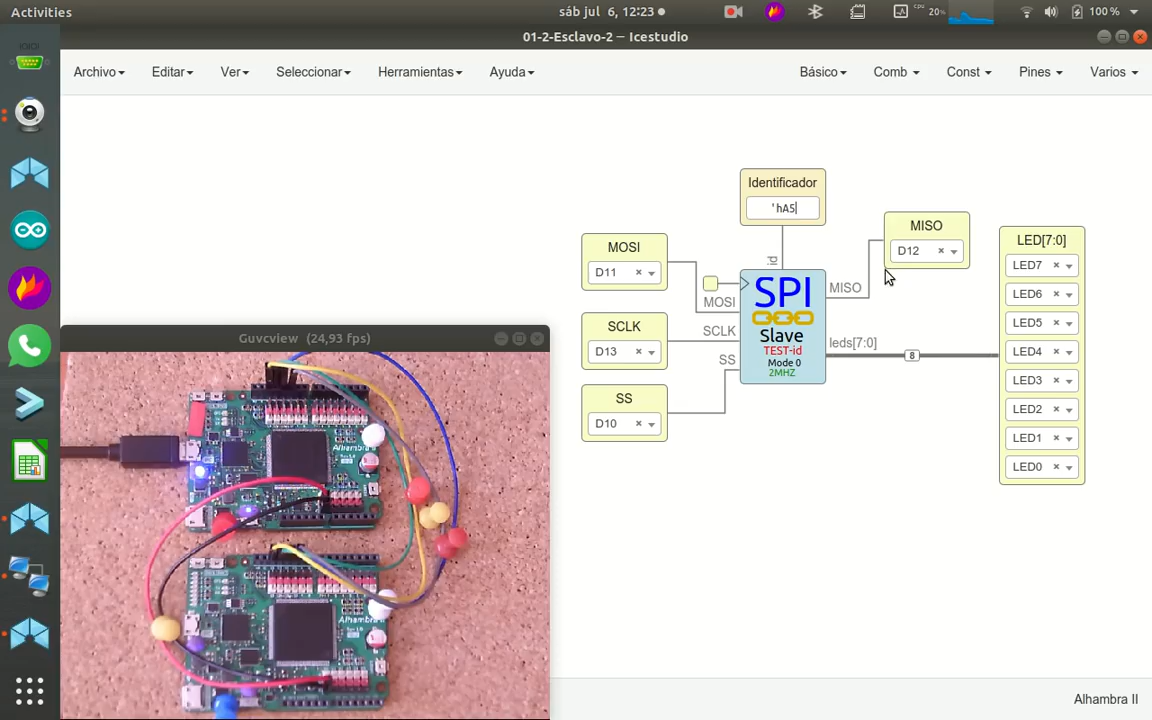 Activities
sáb jul 6, 12:23
cpu
20%
100 %
01-2-Esclavo-2 – Icestudio
Archivo
Editar
Ver
Seleccionar
Herramientas
Ayuda
Básico
Comb
Const
Pines
Varios
Identificador
'hA5
MOSI
D11
SCLK
D13
SS
D10
id
MOSI
SCLK
SS
SPI
Slave
TEST-id
Mode 0
2MHZ
MISO
leds[7:0]
8
MISO
D12
LED[7:0]
LED7
LED6
LED5
LED4
LED3
LED2
LED1
LED0
Guvcview (24,93 fps)
Alhambra
Alhambra
Alhambra II